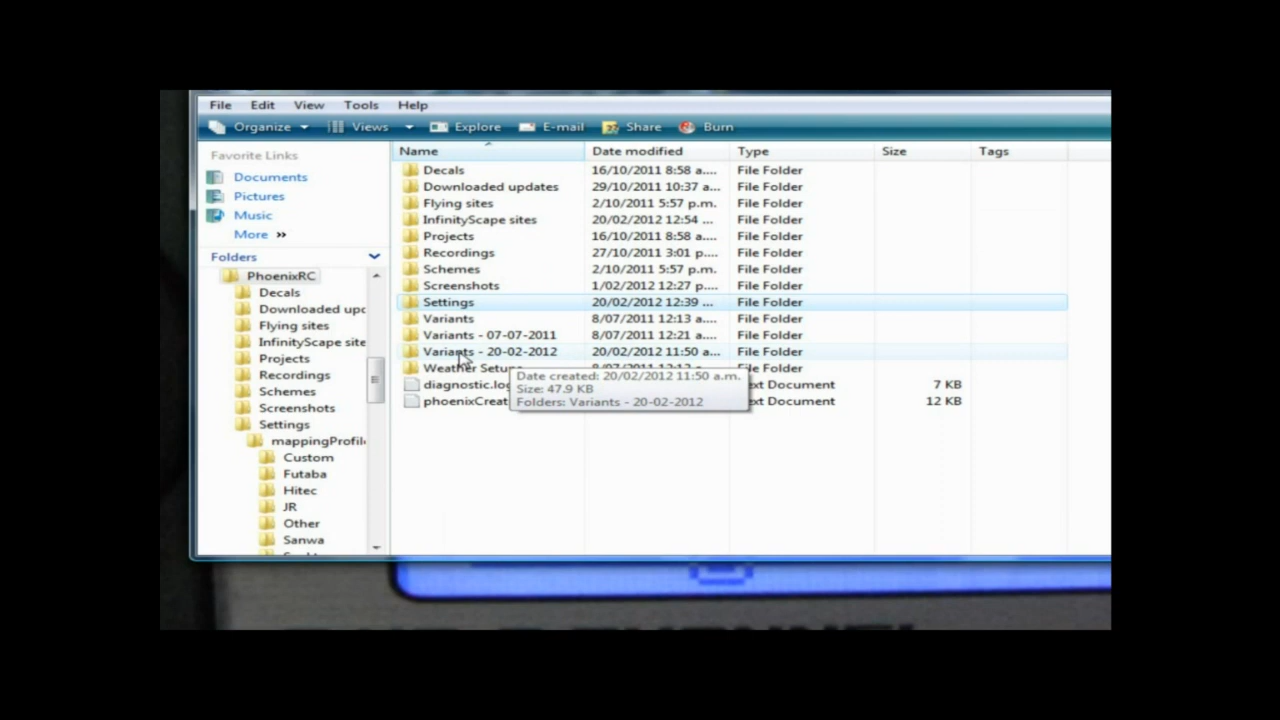 File Edit View Tools Help
Organize Views Explore E-mail Share Burn
Favorite Links
Documents
Pictures
Music
More »
Folders
PhoenixRC
Decals
Downloaded upd
Flying sites
InfinityScape site
Projects
Recordings
Schemes
Screenshots
Settings
mappingProfil
Custom
Futaba
Hitec
JR
Other
Sanwa
Name Date modified Type Size Tags
Decals 16/10/2011 8:58 a.... File Folder
Downloaded updates 29/10/2011 10:37 a... File Folder
Flying sites 2/10/2011 5:57 p.m. File Folder
InfinityScape sites 20/02/2012 12:54 ... File Folder
Projects 16/10/2011 8:58 a.... File Folder
Recordings 27/10/2011 3:01 p.... File Folder
Schemes 2/10/2011 5:57 p.m. File Folder
Screenshots 1/02/2012 12:27 p.... File Folder
Settings 20/02/2012 12:39 ... File Folder
Variants 8/07/2011 12:13 a.... File Folder
Variants - 07-07-2011 8/07/2011 12:21 a.... File Folder
Variants - 20-02-2012 20/02/2012 11:50 a... File Folder
Weather Setups File Folder
diagnostic.log ext Document 7 KB
phoenixCreat ext Document 12 KB
Date created: 20/02/2012 11:50 a.m.
Size: 47.9 KB
Folders: Variants - 20-02-2012